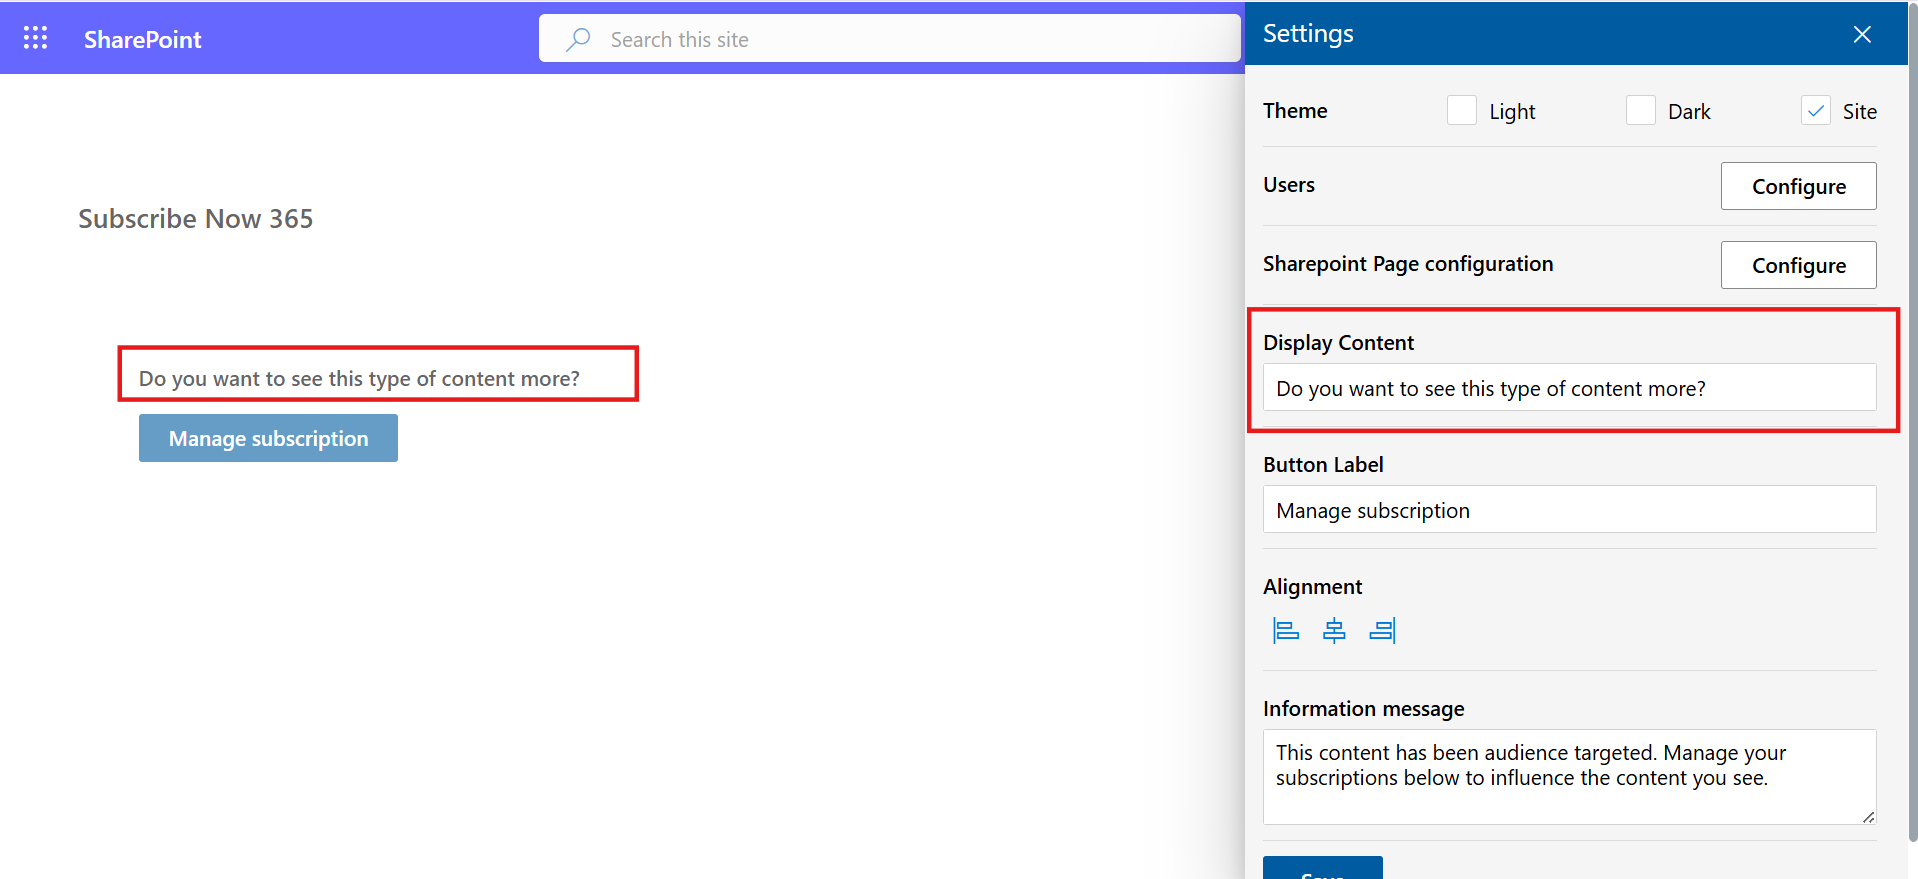 SharePoint
Search this site
Subscribe Now 365
Do you want to see this type of content more?
Manage subscription
Settings
Theme
Light
Dark
Site
Users
Configure
Sharepoint Page configuration
Configure
Display Content
Do you want to see this type of content more?
Button Label
Manage subscription
Alignment
Information message
This content has been audience targeted. Manage your
subscriptions below to influence the content you see.
Save